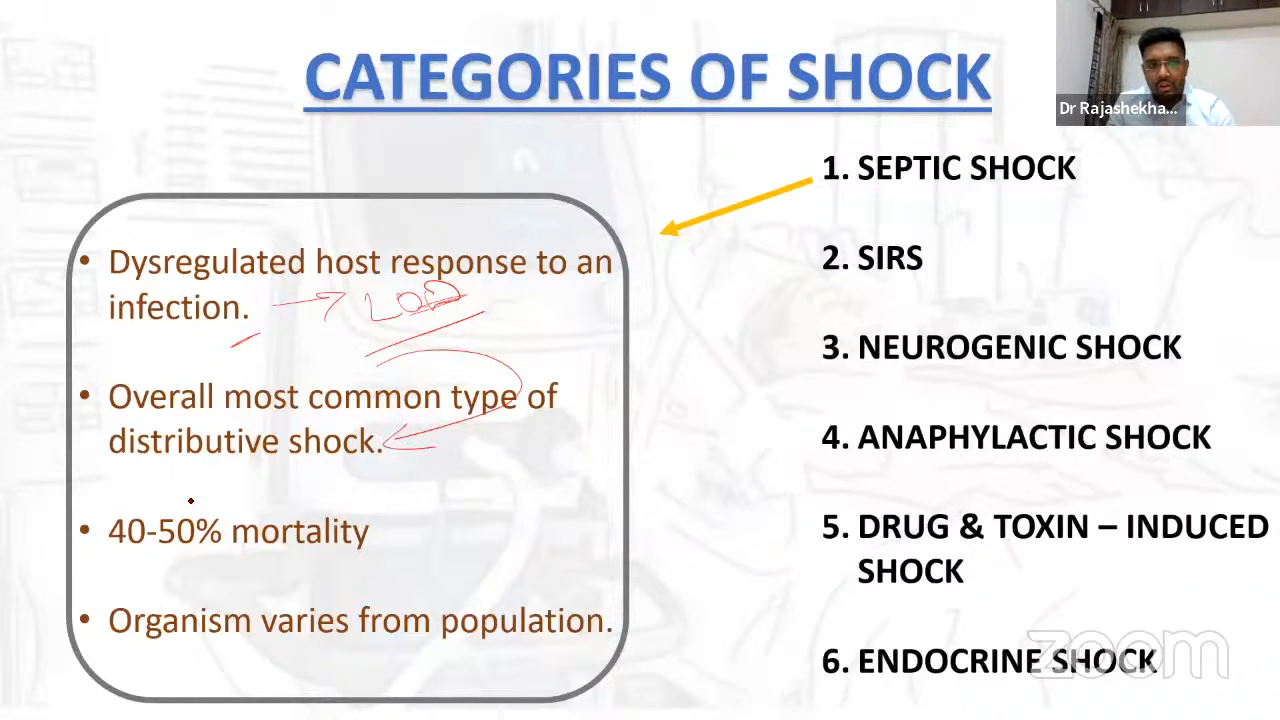 CATEGORIES OF SHOCK
Dr Rajashekha...
• Dysregulated host response to an
infection.
• Overall most common type of
distributive shock.
• 40-50% mortality
• Organism varies from population.
1. SEPTIC SHOCK
2. SIRS
3. NEUROGENIC SHOCK
4. ANAPHYLACTIC SHOCK
5. DRUG & TOXIN – INDUCED
SHOCK
6. ENDOCRINE SHOCK
zoom